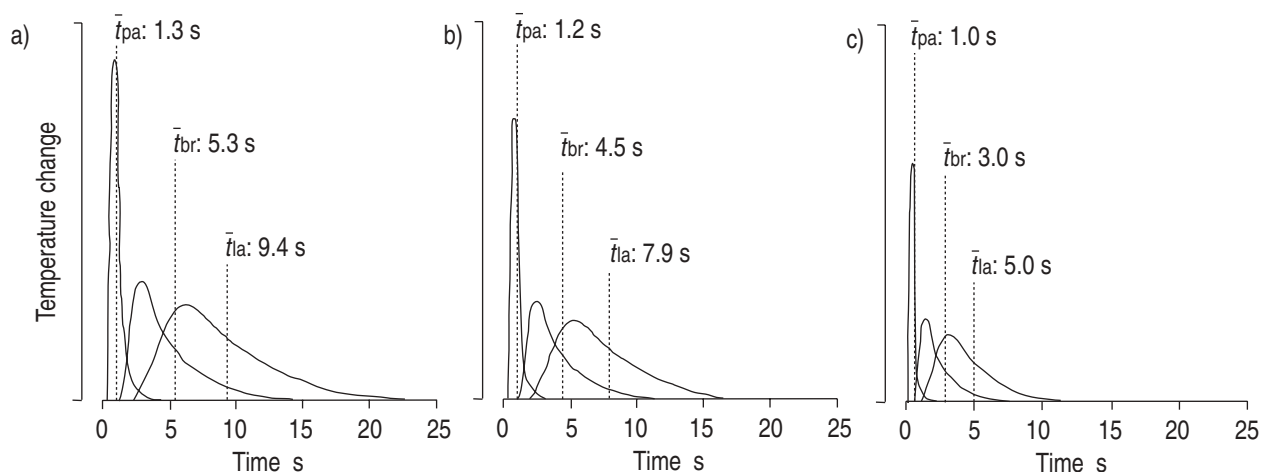 a)
t̄pa: 1.3 s
t̄br: 5.3 s
t̄la: 9.4 s
Temperature change
0 5 10 15 20 25
Time s
b)
t̄pa: 1.2 s
t̄br: 4.5 s
t̄la: 7.9 s
0 5 10 15 20 25
Time s
c)
t̄pa: 1.0 s
t̄br: 3.0 s
t̄la: 5.0 s
0 5 10 15 20 25
Time s